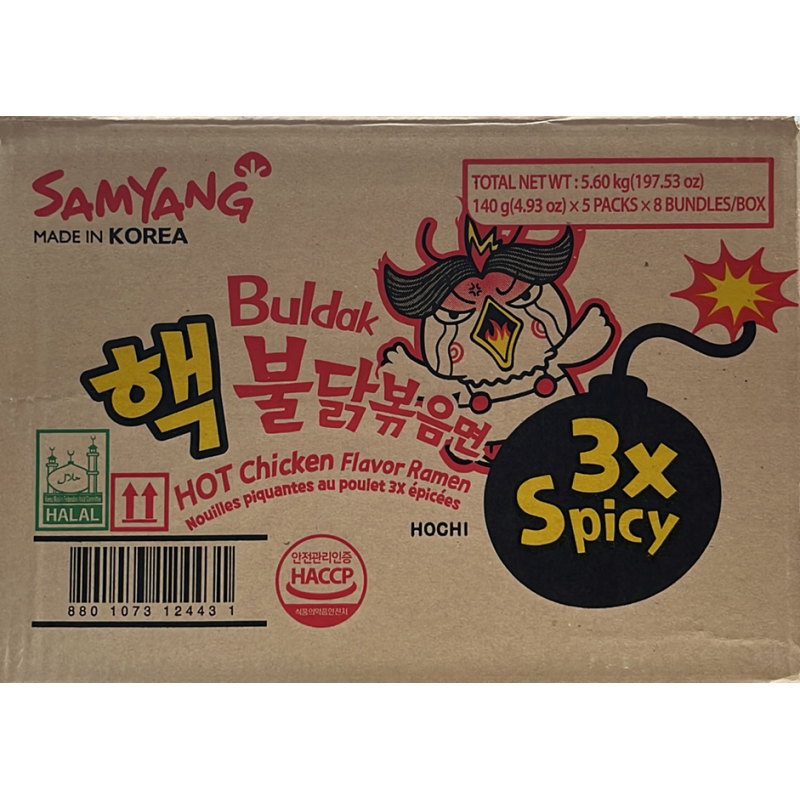 SAMYANG
MADE IN KOREA
TOTAL NET WT : 5.60 kg(197.53 oz)
140 g(4.93 oz) × 5 PACKS × 8 BUNDLES/BOX
Buldak
핵 불닭볶음면
HOT Chicken Flavor Ramen
Nouilles piquantes au poulet 3x épicées
HOCHI
3x
Spicy
حلال
HALAL
880 1073 12443 1
안전관리인증
HACCP
식품의약품안전처